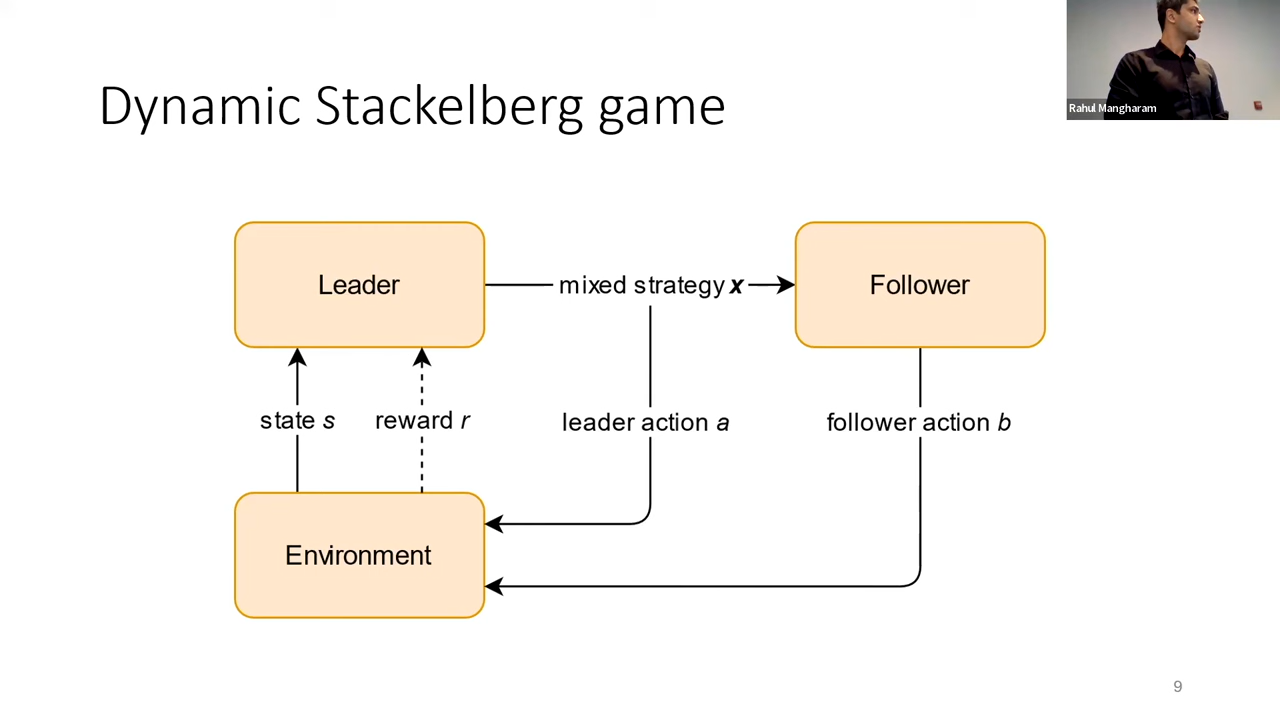 Dynamic Stackelberg game
Rahul Mangharam
Leader
mixed strategy x
Follower
state s
reward r
leader action a
follower action b
Environment
9